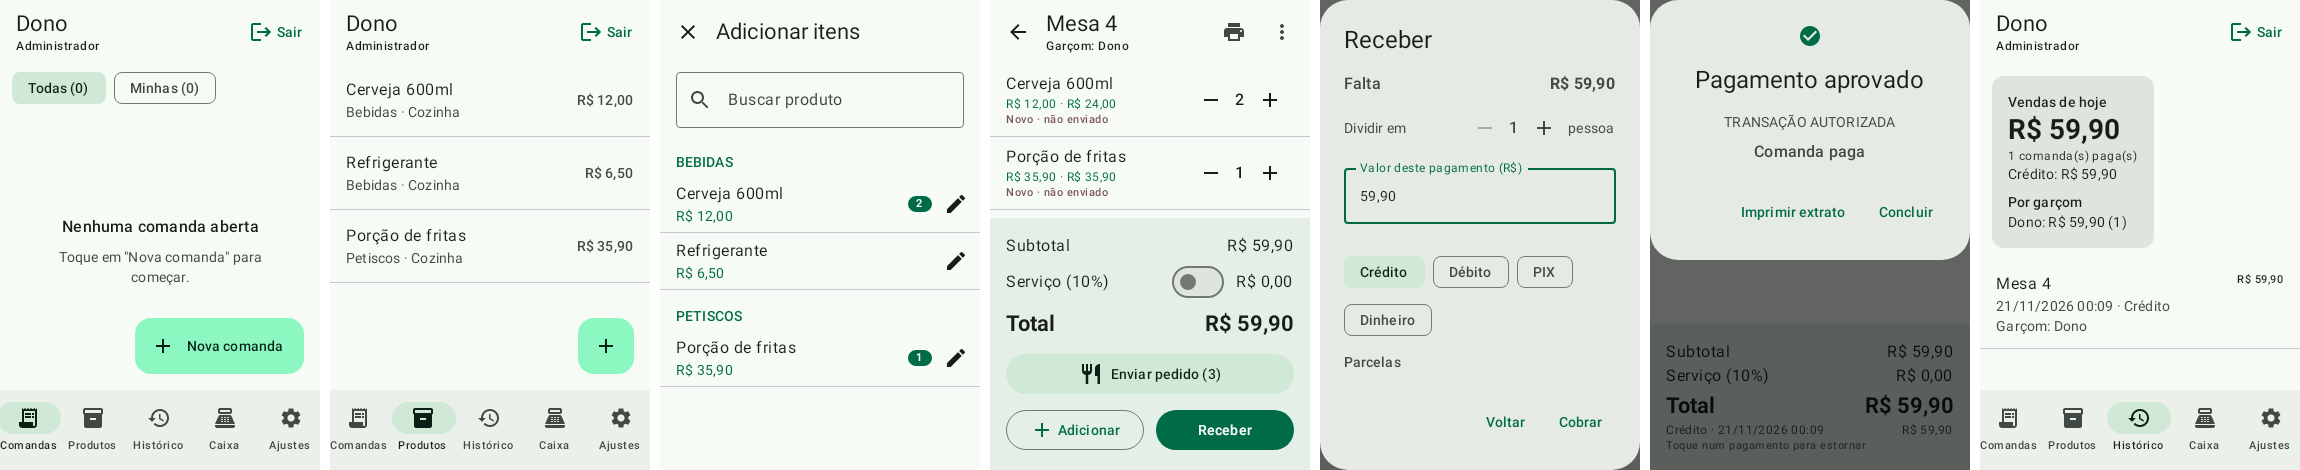 Dono
Administrador
Sair
Todas (0)
Minhas (0)
Nenhuma comanda aberta
Toque em "Nova comanda" para
começar.
Nova comanda
Comandas
Produtos
Histórico
Caixa
Ajustes
Dono
Administrador
Sair
Cerveja 600ml
Bebidas · Cozinha
R$ 12,00
Refrigerante
Bebidas · Cozinha
R$ 6,50
Porção de fritas
Petiscos · Cozinha
R$ 35,90
Comandas
Produtos
Histórico
Caixa
Ajustes
Adicionar itens
Buscar produto
BEBIDAS
Cerveja 600ml
R$ 12,00
2
Refrigerante
R$ 6,50
PETISCOS
Porção de fritas
R$ 35,90
1
Mesa 4
Garçom: Dono
Cerveja 600ml
R$ 12,00 · R$ 24,00
Novo · não enviado
2
Porção de fritas
R$ 35,90 · R$ 35,90
Novo · não enviado
1
Subtotal
R$ 59,90
Serviço (10%)
R$ 0,00
Total
R$ 59,90
Enviar pedido (3)
Adicionar
Receber
Receber
Falta
R$ 59,90
Dividir em
1
pessoa
Valor deste pagamento (R$)
59,90
Crédito
Débito
PIX
Dinheiro
Parcelas
Voltar
Cobrar
Pagamento aprovado
TRANSAÇÃO AUTORIZADA
Comanda paga
Imprimir extrato
Concluir
Subtotal
R$ 59,90
Serviço (10%)
R$ 0,00
Total
R$ 59,90
Crédito · 21/11/2026 00:09
R$ 59,90
Toque num pagamento para estornar
Dono
Administrador
Sair
Vendas de hoje
R$ 59,90
1 comanda(s) paga(s)
Crédito: R$ 59,90
Por garçom
Dono: R$ 59,90 (1)
Mesa 4
R$ 59,90
21/11/2026 00:09 · Crédito
Garçom: Dono
Comandas
Produtos
Histórico
Caixa
Ajustes